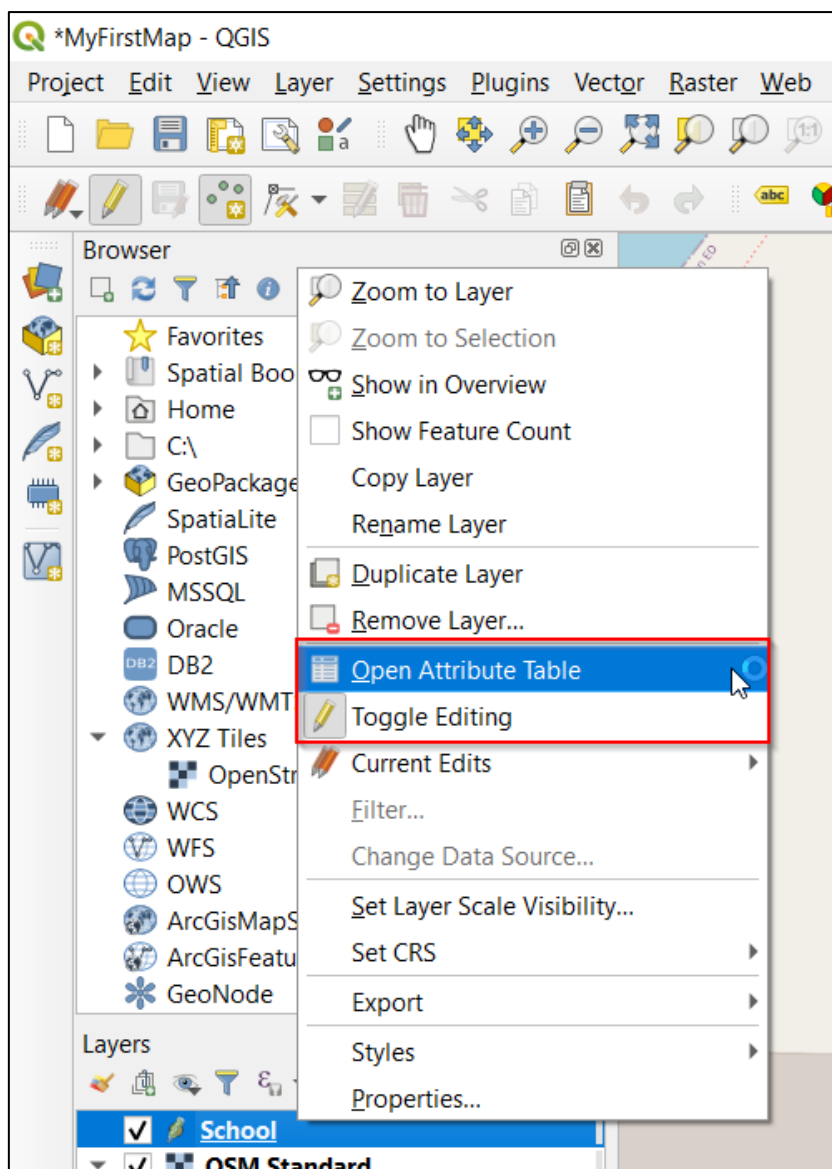 *MyFirstMap - QGIS
Project Edit View Layer Settings Plugins Vector Raster Web
a
1:1
abc
Browser
Favorites
Spatial Boo
Home
C:\
GeoPackage
SpatiaLite
PostGIS
MSSQL
Oracle
DB2 DB2
WMS/WMT
XYZ Tiles
OpenStr
WCS
WFS
OWS
ArcGisMapS
ArcGisFeatu
GeoNode
Zoom to Layer
Zoom to Selection
Show in Overview
Show Feature Count
Copy Layer
Rename Layer
Duplicate Layer
Remove Layer...
Open Attribute Table
Toggle Editing
Current Edits
Filter...
Change Data Source...
Set Layer Scale Visibility...
Set CRS
Export
Styles
Properties...
Layers
School
OSM Standard